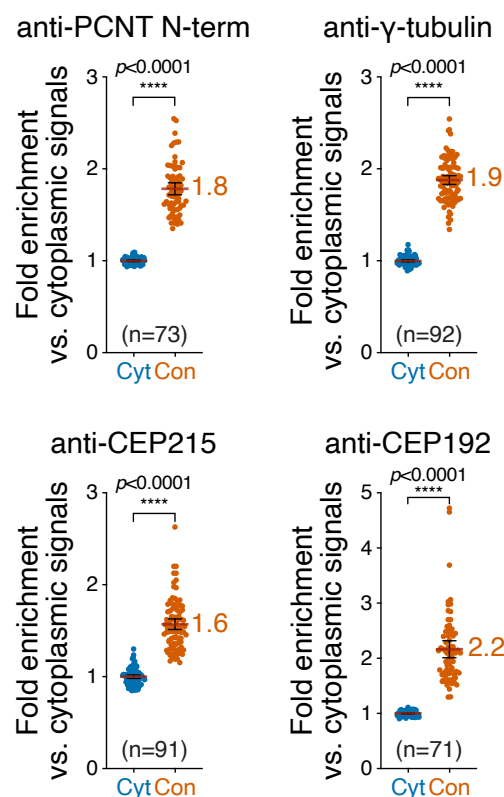 anti-PCNT N-term
Fold enrichment
vs. cytoplasmic signals
3
2
1
0
p<0.0001
****
1.8
(n=73)
Cyt Con
anti-γ-tubulin
Fold enrichment
vs. cytoplasmic signals
3
2
1
0
p<0.0001
****
1.9
(n=92)
Cyt Con
anti-CEP215
Fold enrichment
vs. cytoplasmic signals
3
2
1
0
p<0.0001
****
1.6
(n=91)
Cyt Con
anti-CEP192
Fold enrichment
vs. cytoplasmic signals
5
4
3
2
1
0
p<0.0001
****
2.2
(n=71)
Cyt Con